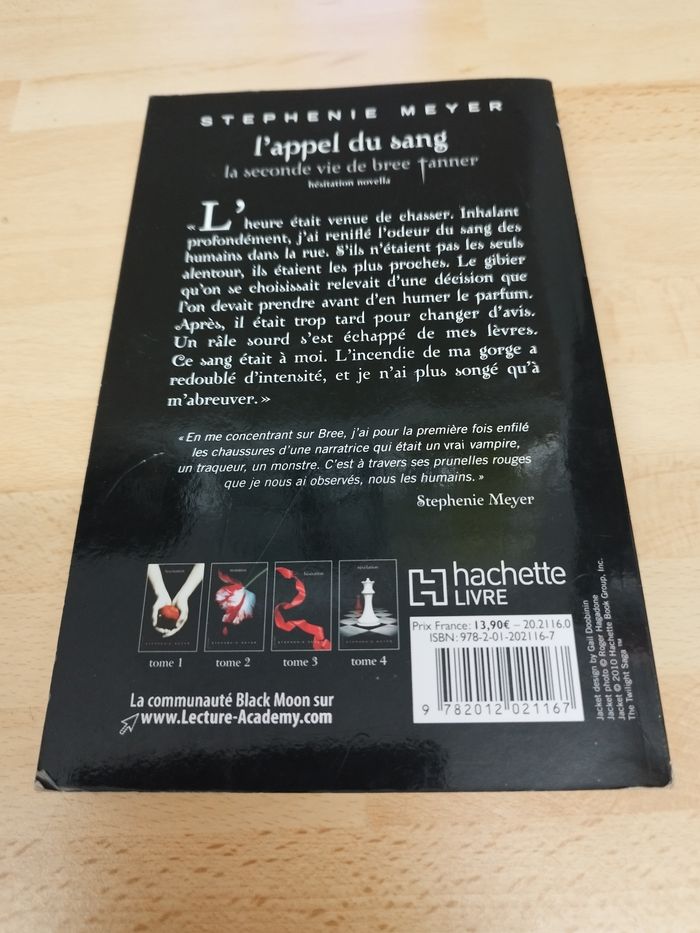 STEPHENIE MEYER
l'appel du sang
la seconde vie de bree tanner
hésitation novella
« L'heure était venue de chasser. Inhalant
profondément, j'ai reniflé l'odeur du sang des
humains dans la rue. S'ils n'étaient pas les seuls
alentour, ils étaient les plus proches. Le gibier
qu'on se choisissait relevait d'une décision que
l'on devait prendre avant d'en humer le parfum.
Après, il était trop tard pour changer d'avis.
Un râle sourd s'est échappé de mes lèvres.
Ce sang était à moi. L'incendie de ma gorge a
redoublé d'intensité, et je n'ai plus songé qu'à
m'abreuver. »
« En me concentrant sur Bree, j'ai pour la première fois enfilé
les chaussures d'une narratrice qui était un vrai vampire,
un traqueur, un monstre. C'est à travers ses prunelles rouges
que je nous ai observés, nous les humains. »
Stephenie Meyer
tome 1
tome 2
tome 3
tome 4
hachette
LIVRE
Prix France: 13,90€ – 20.2116.0
ISBN: 978-2-01-202116-7
9 782012 021167
La communauté Black Moon sur
www.Lecture-Academy.com
Jacket design by Gail Doobinin
Jacket photo © Roger Hagadone
Jacket © 2010 Hachette Book Group, Inc.
The Twilight Saga™